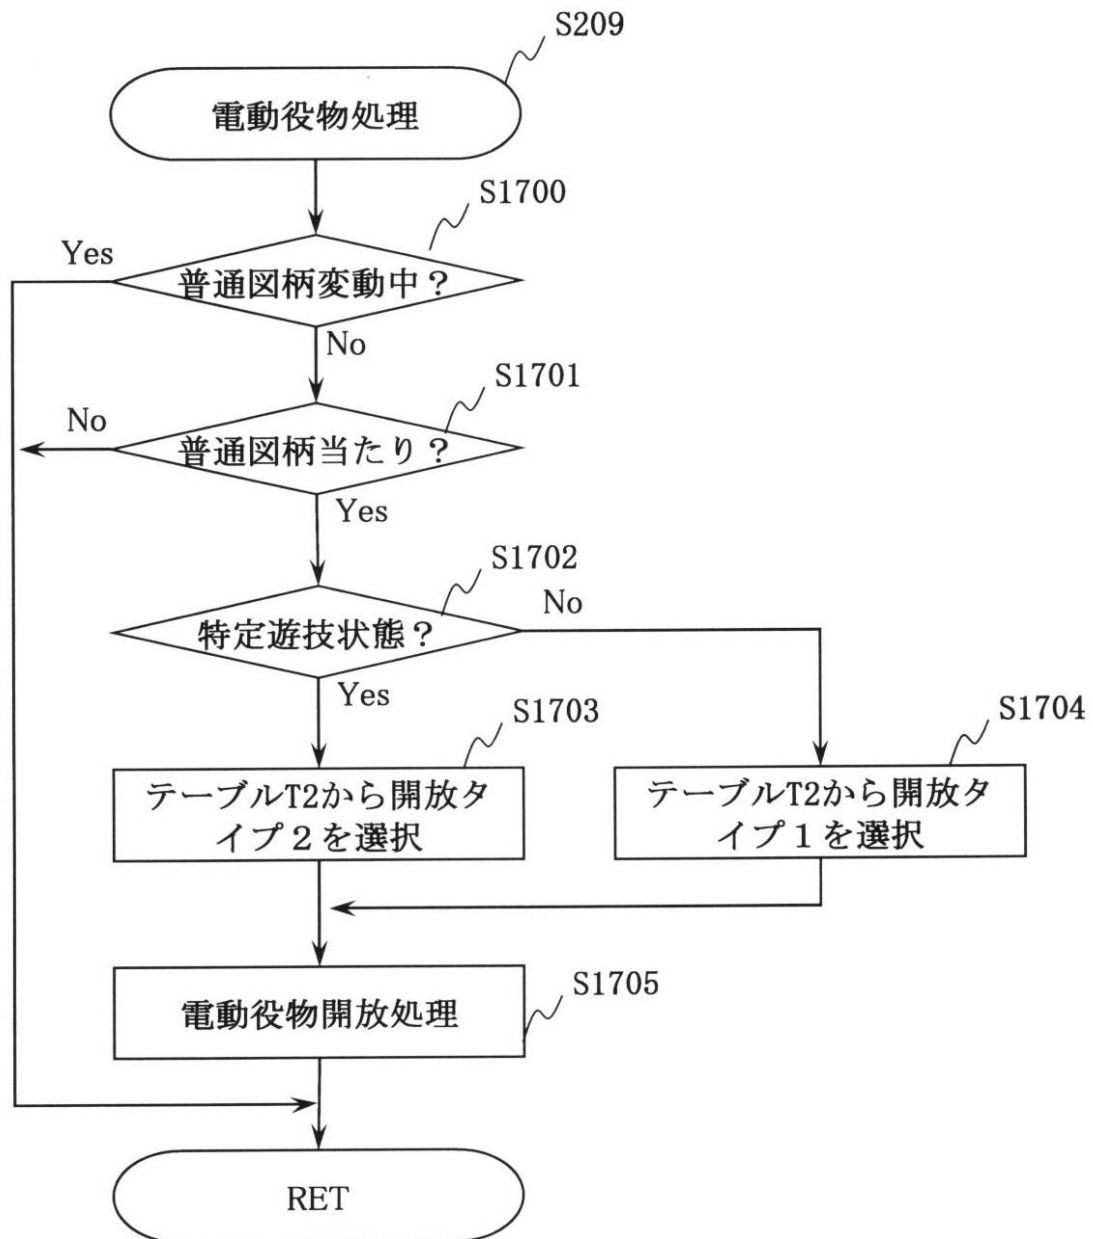 S209
電動役物処理
S1700
Yes
普通図柄変動中？
No
S1701
No
普通図柄当たり？
Yes
S1702
No
特定遊技状態？
Yes
S1703
S1704
テーブルT2から開放タ
イプ２を選択
テーブルT2から開放タ
イプ１を選択
電動役物開放処理
S1705
RET